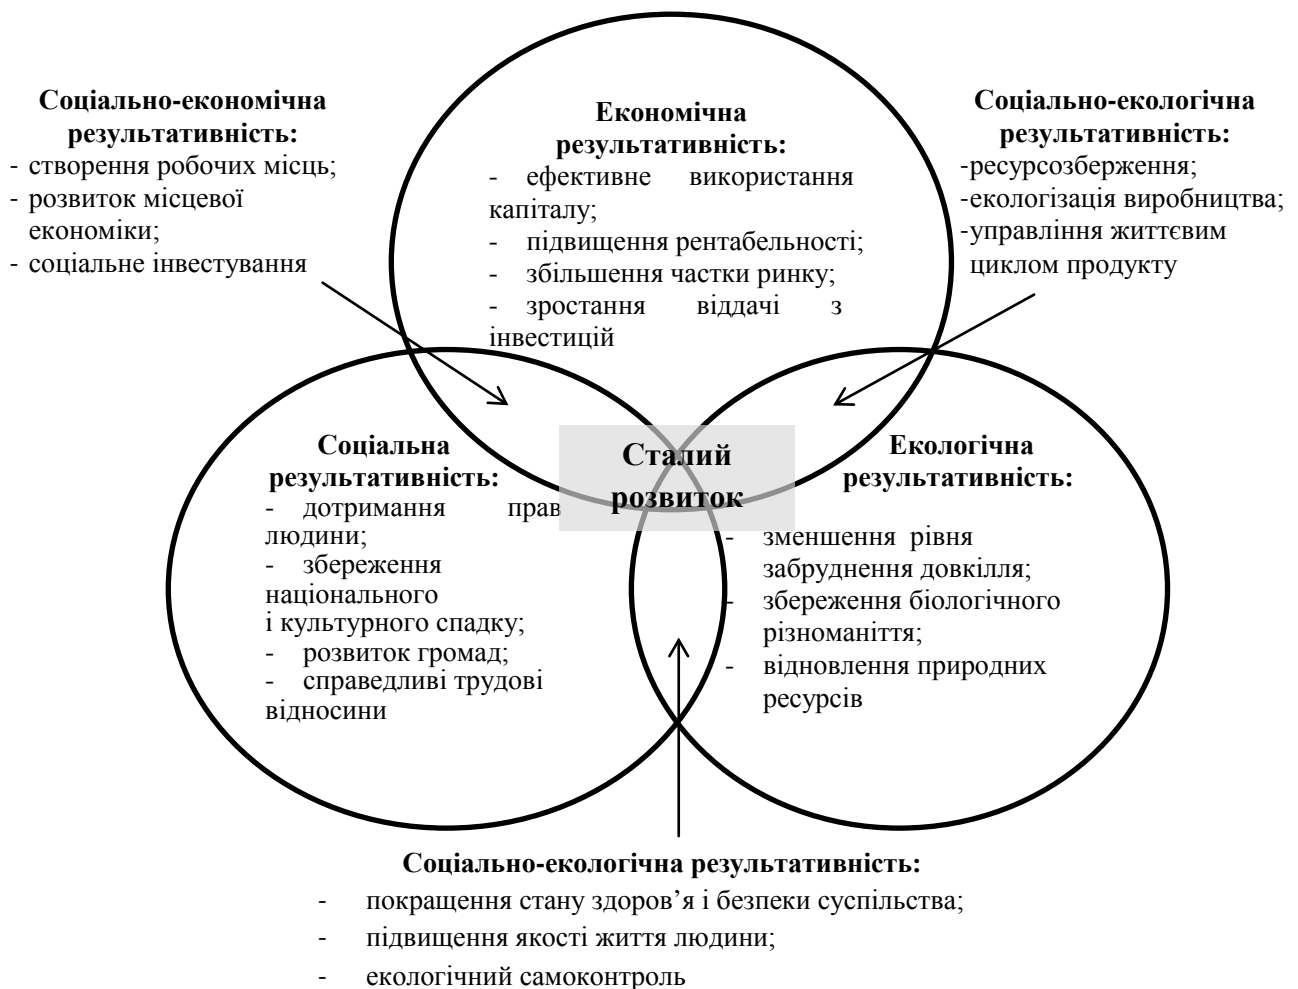 Соціально-економічна
результативність:
- створення робочих місць;
- розвиток місцевої
економіки;
- соціальне інвестування
Економічна
результативність:
- ефективне використання
капіталу;
- підвищення рентабельності;
- збільшення частки ринку;
- зростання віддачі з
інвестицій
Соціально-екологічна
результативність:
-ресурсозберження;
-екологізація виробництва;
-управління життєвим
циклом продукту
Соціальна
результативність:
- дотримання прав
людини;
- збереження
національного
і культурного спадку;
- розвиток громад;
- справедливі трудові
відносини
Сталий
розвиток
Екологічна
результативність:
- зменшення рівня
забруднення довкілля;
- збереження біологічного
різноманіття;
- відновлення природних
ресурсів
Соціально-екологічна результативність:
- покращення стану здоров’я і безпеки суспільства;
- підвищення якості життя людини;
- екологічний самоконтроль